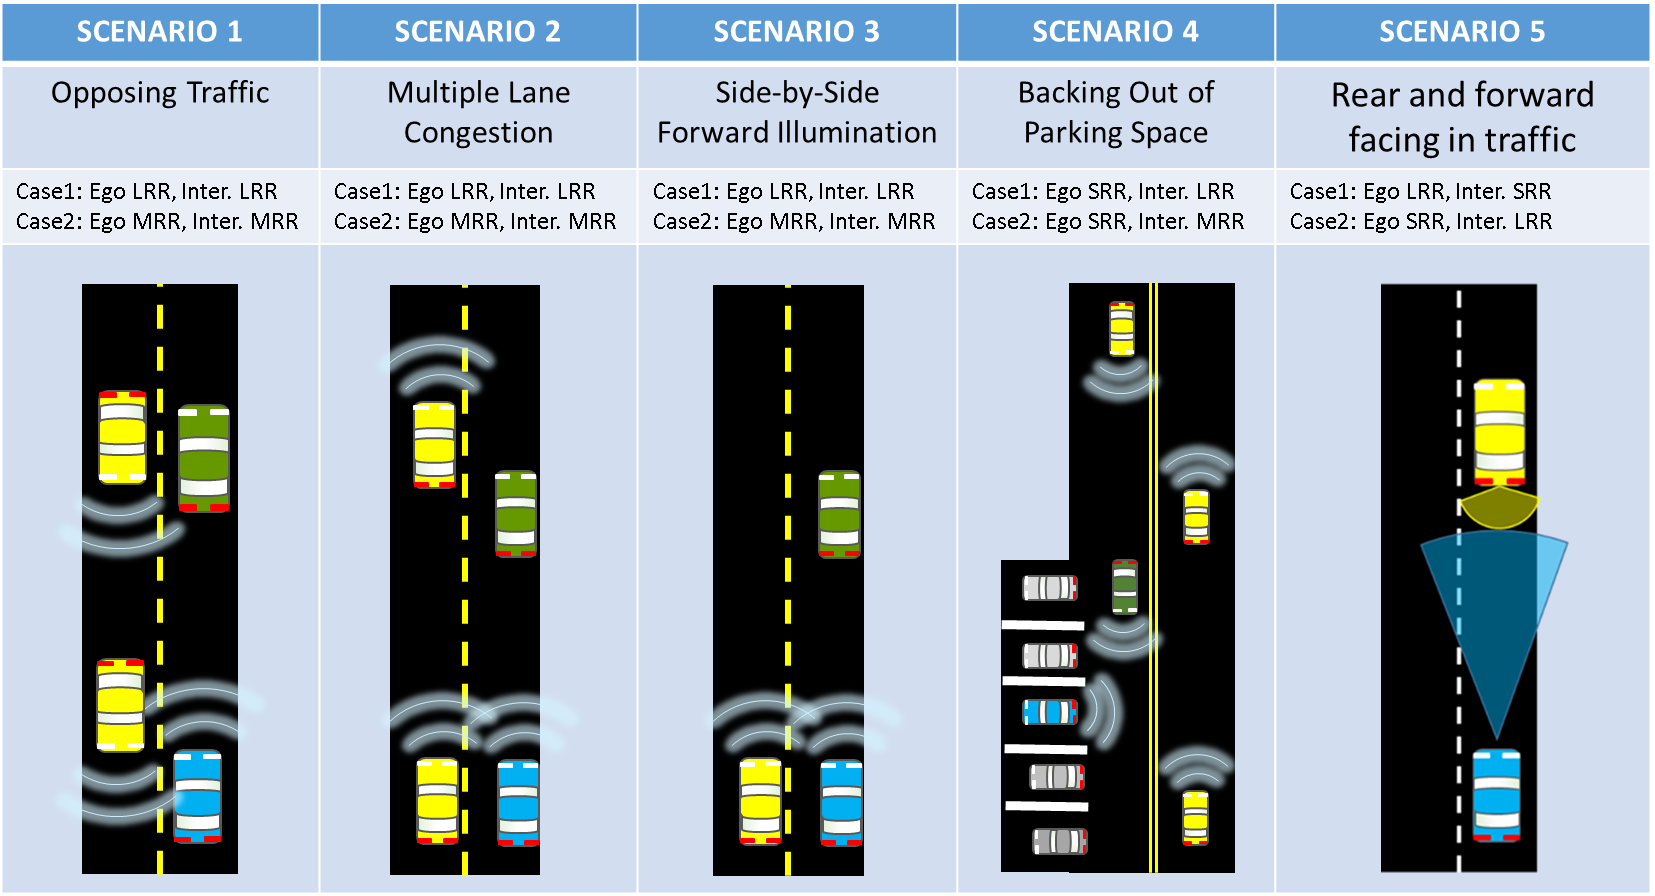 SCENARIO 1
SCENARIO 2
SCENARIO 3
SCENARIO 4
SCENARIO 5
Opposing Traffic
Multiple Lane
Congestion
Side-by-Side
Forward Illumination
Backing Out of
Parking Space
Rear and forward
facing in traffic
Case1: Ego LRR, Inter. LRR
Case2: Ego MRR, Inter. MRR
Case1: Ego LRR, Inter. LRR
Case2: Ego MRR, Inter. MRR
Case1: Ego LRR, Inter. LRR
Case2: Ego MRR, Inter. MRR
Case1: Ego SRR, Inter. LRR
Case2: Ego SRR, Inter. MRR
Case1: Ego LRR, Inter. SRR
Case2: Ego SRR, Inter. LRR